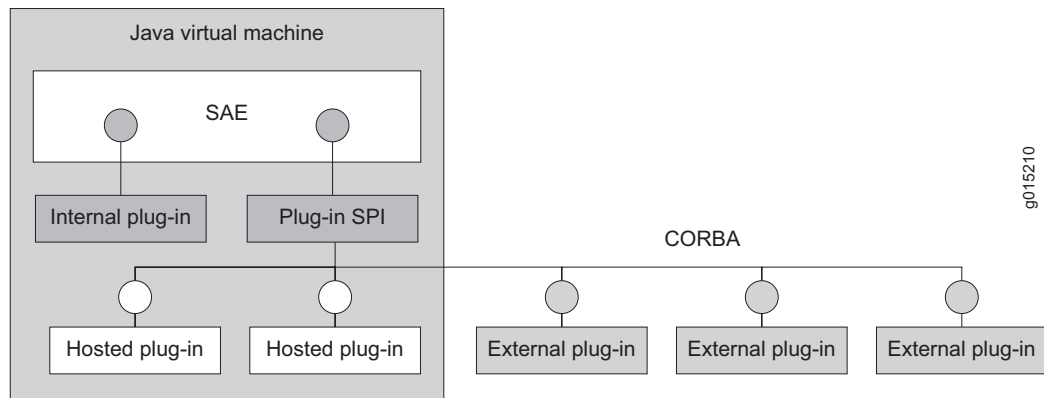 Java virtual machine
SAE
Internal plug-in
Plug-in SPI
CORBA
Hosted plug-in
Hosted plug-in
External plug-in
External plug-in
External plug-in
g015210